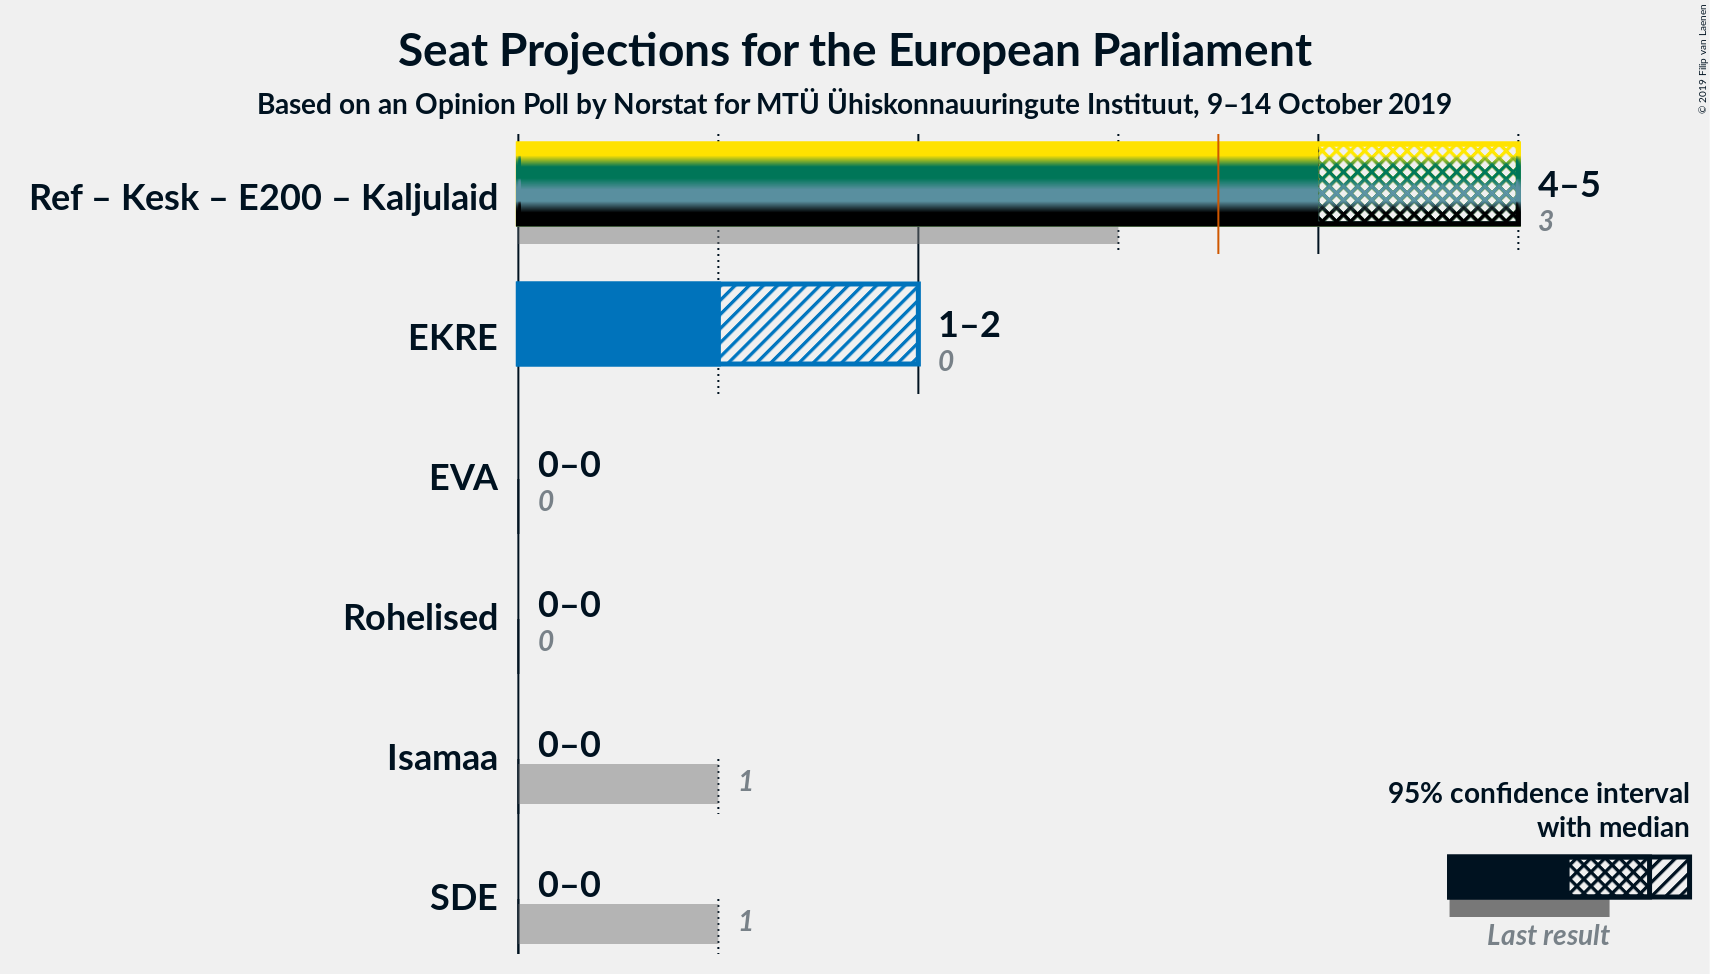 Seat Projections for the European Parliament
Based on an Opinion Poll by Norstat for MTÜ Ühiskonnauuringute Instituut, 9–14 October 2019
© 2019 Filip van Laenen
Ref – Kesk – E200 – Kaljulaid
4–5
3
EKRE
1–2
0
EVA
0–0
0
Rohelised
0–0
0
Isamaa
0–0
1
SDE
0–0
1
95% confidence interval
with median
Last result